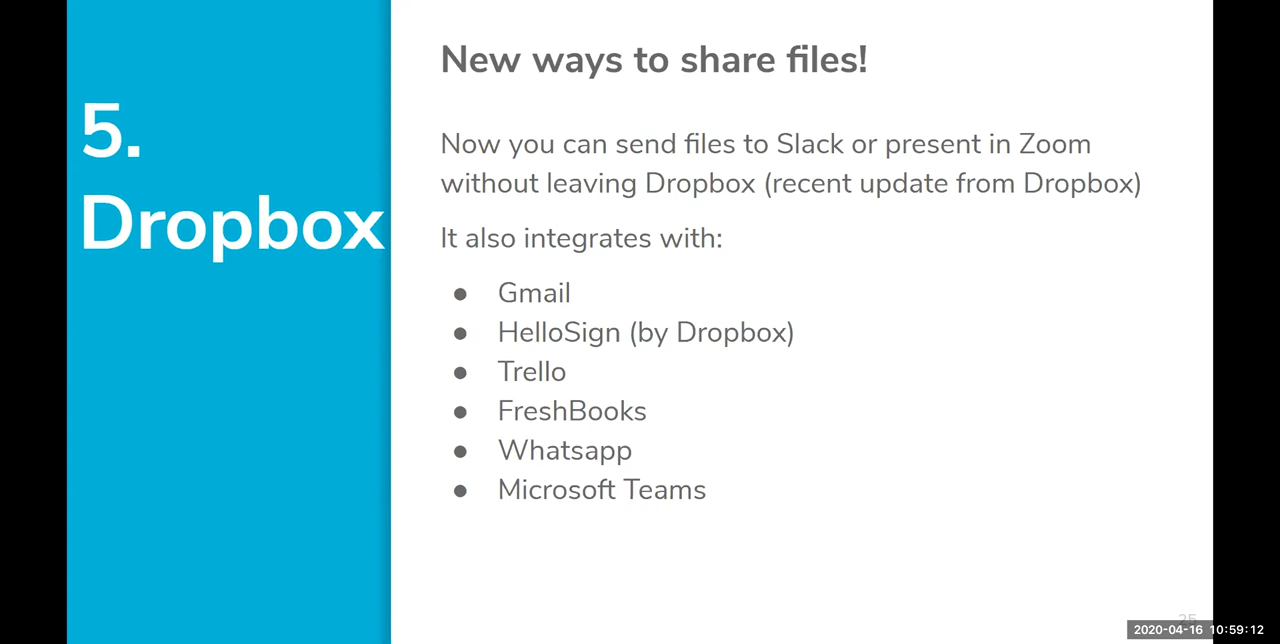 5.
Dropbox
New ways to share files!
Now you can send files to Slack or present in Zoom
without leaving Dropbox (recent update from Dropbox)
It also integrates with:
● Gmail
● HelloSign (by Dropbox)
● Trello
● FreshBooks
● Whatsapp
● Microsoft Teams
25
2020-04-16 10:59:12